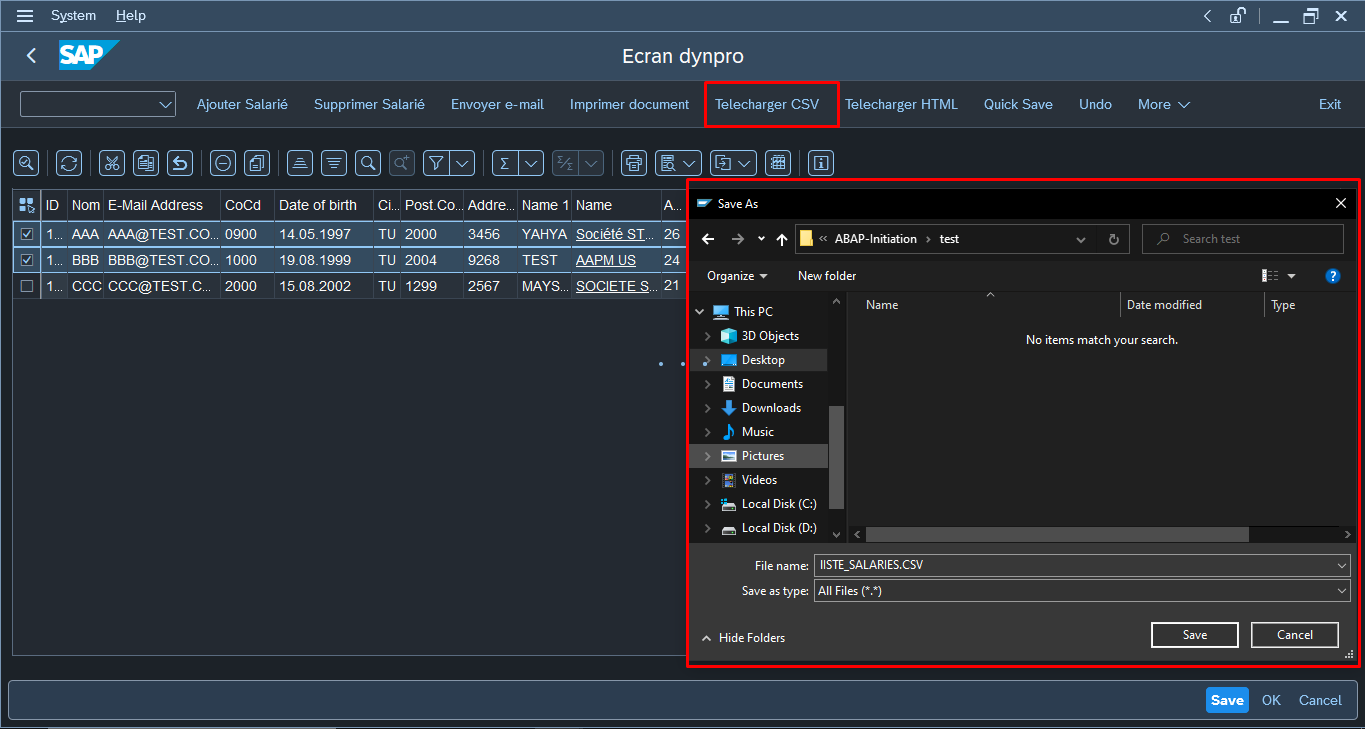 System Help
SAP
Ecran dynpro
Ajouter Salarié Supprimer Salarié Envoyer e-mail Imprimer document Telecharger CSV Telecharger HTML Quick Save Undo More Exit
ID Nom E-Mail Address CoCd Date of birth Ci... Post.Co... Addre... Name 1 Name A...
1... AAA AAA@TEST.CO... 0900 14.05.1997 TU 2000 3456 YAHYA Société ST... 26
1... BBB BBB@TEST.CO... 1000 19.08.1999 TU 2004 9268 TEST AAPM US 24
1... CCC CCC@TEST.C... 2000 15.08.2002 TU 1299 2567 MAYS... SOCIETE S... 21
Save As
« ABAP-Initiation › test
Search test
Organize New folder
Name Date modified Type
No items match your search.
This PC
3D Objects
Desktop
Documents
Downloads
Music
Pictures
Videos
Local Disk (C:)
Local Disk (D:)
File name: lISTE_SALARIES.CSV
Save as type: All Files (*.*)
Hide Folders
Save Cancel
Save OK Cancel